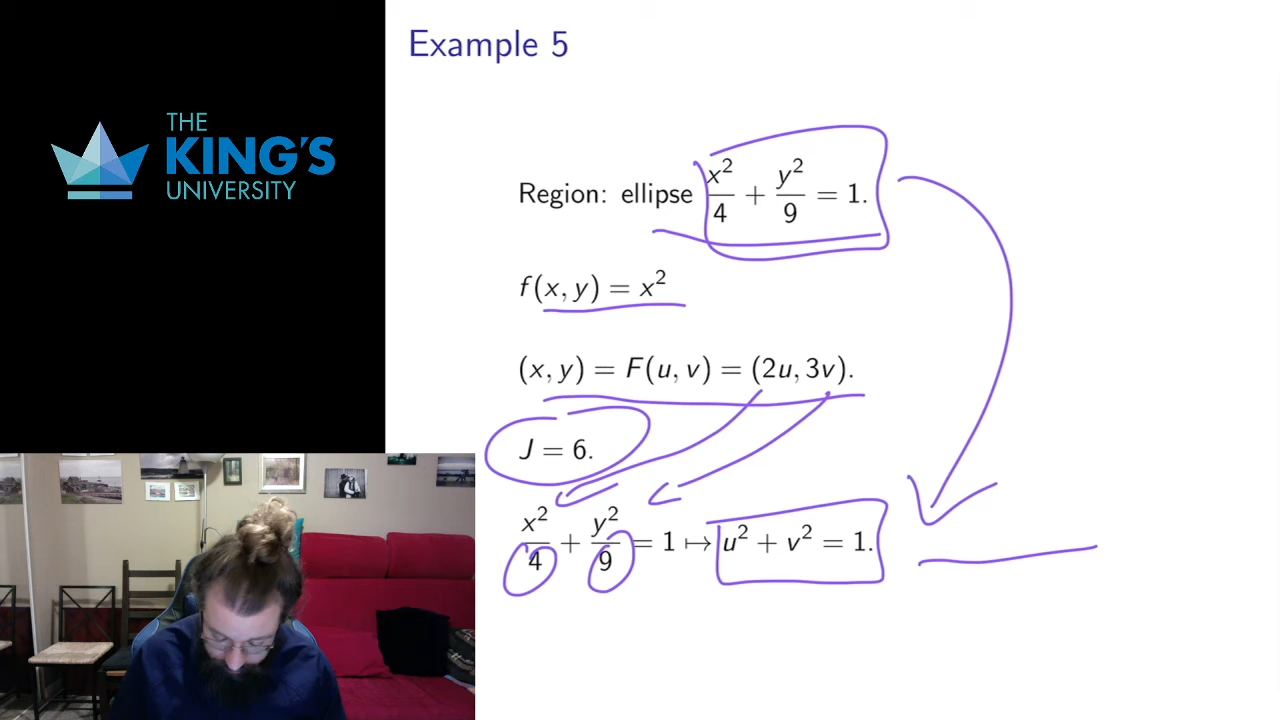 Example 5
THE
KING'S
UNIVERSITY
Region: ellipse x²/4 + y²/9 = 1.
f(x, y) = x²
(x, y) = F(u, v) = (2u, 3v).
J = 6.
x²/4 + y²/9 = 1 ↦ u² + v² = 1.